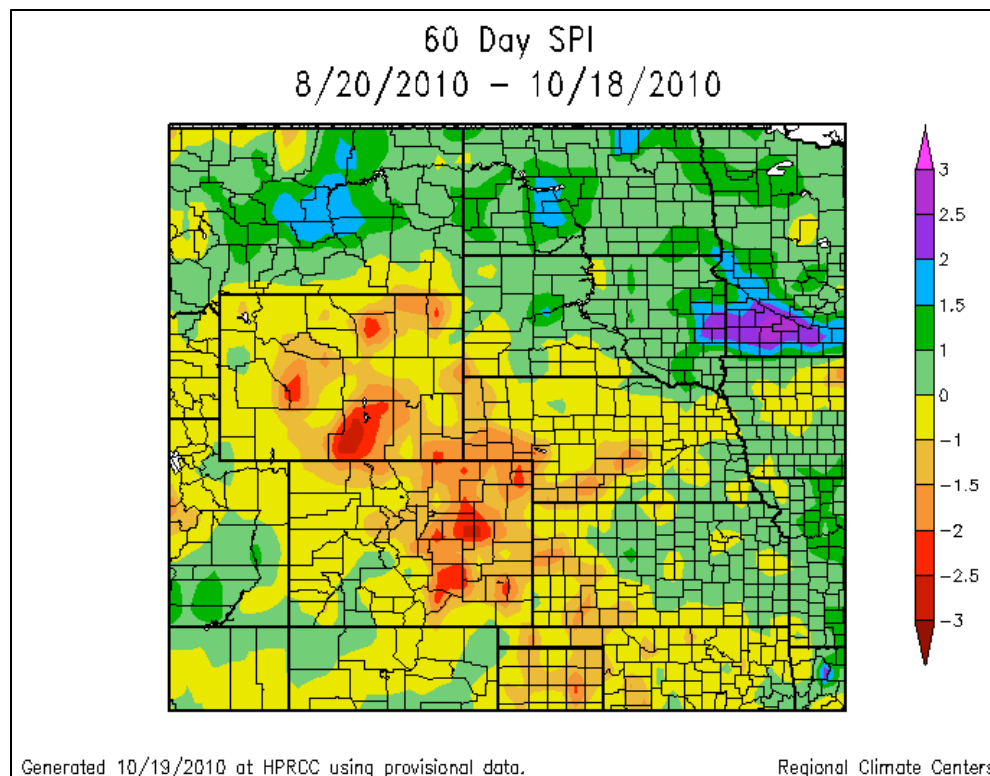 60 Day SPI
8/20/2010 – 10/18/2010
3
2.5
2
1.5
1
0
−1
−1.5
−2
−2.5
−3
Generated 10/19/2010 at HPRCC using provisional data.
Regional Climate Centers